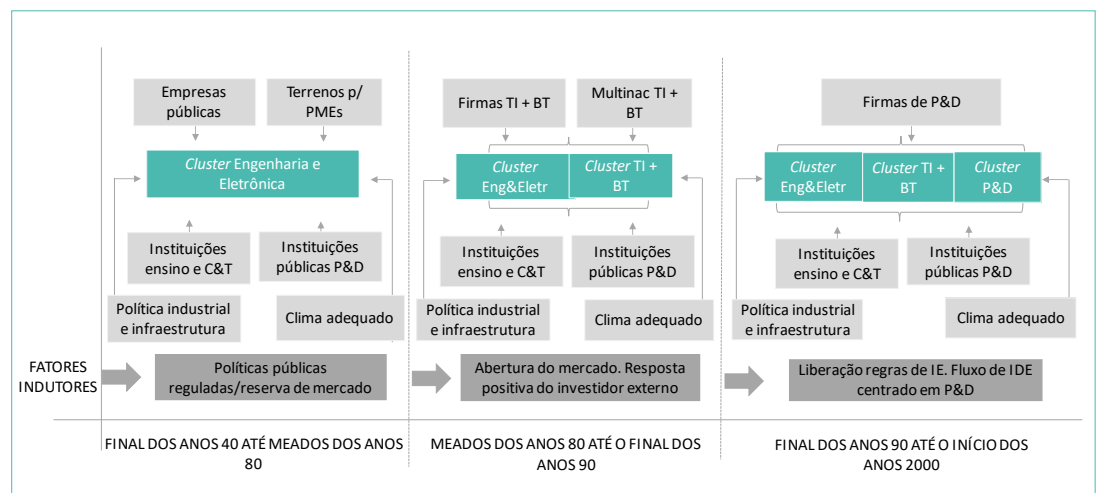 Empresas
públicas
Terrenos p/
PMEs
Cluster Engenharia e
Eletrônica
Instituições
ensino e C&T
Instituições
públicas P&D
Política industrial
e infraestrutura
Clima adequado
Firmas TI + BT
Multinac TI +
BT
Cluster
Eng&Eletr
Cluster TI +
BT
Instituições
ensino e C&T
Instituições
públicas P&D
Política industrial
e infraestrutura
Clima adequado
Firmas de P&D
Cluster
Eng&Eletr
Cluster TI +
BT
Cluster
P&D
Instituições
ensino e C&T
Instituições
públicas P&D
Política industrial
e infraestrutura
Clima adequado
FATORES
INDUTORES
Políticas públicas
reguladas/reserva de
mercado
Abertura do mercado. Resposta
positiva do investidor externo
Liberação regras de IE. Fluxo de IDE
centrado em P&D
FINAL DOS ANOS 40 ATÉ MEADOS DOS ANOS
80
MEADOS DOS ANOS 80 ATÉ O FINAL DOS
ANOS 90
FINAL DOS ANOS 90 ATÉ O INÍCIO DOS
ANOS 2000